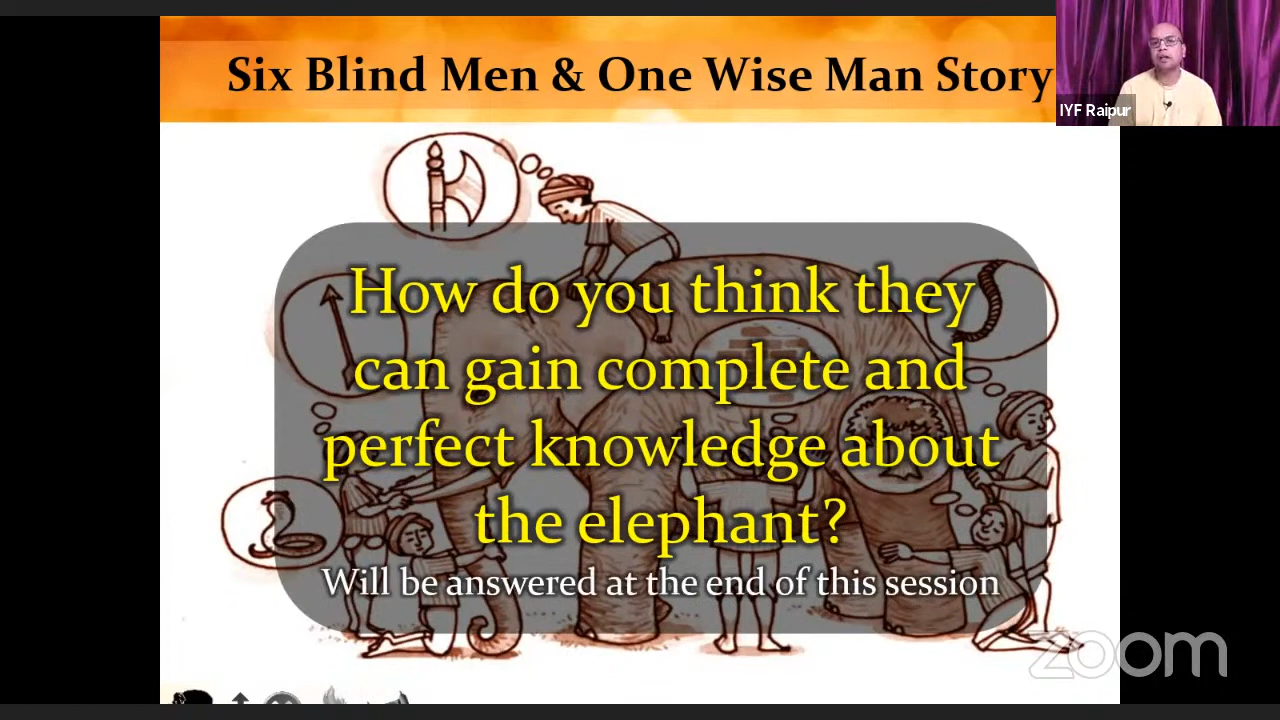 Six Blind Men & One Wise Man Story
IYF Raipur
How do you think they
can gain complete and
perfect knowledge about
the elephant?
Will be answered at the end of this session
zoom